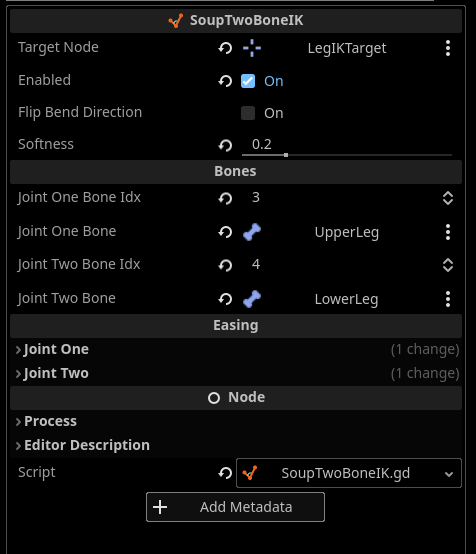 SoupTwoBoneIK
Target Node LegIKTarget
Enabled On
Flip Bend Direction On
Softness 0.2
Bones
Joint One Bone Idx 3
Joint One Bone UpperLeg
Joint Two Bone Idx 4
Joint Two Bone LowerLeg
Easing
Joint One (1 change)
Joint Two (1 change)
Node
Process
Editor Description
Script SoupTwoBoneIK.gd
Add Metadata